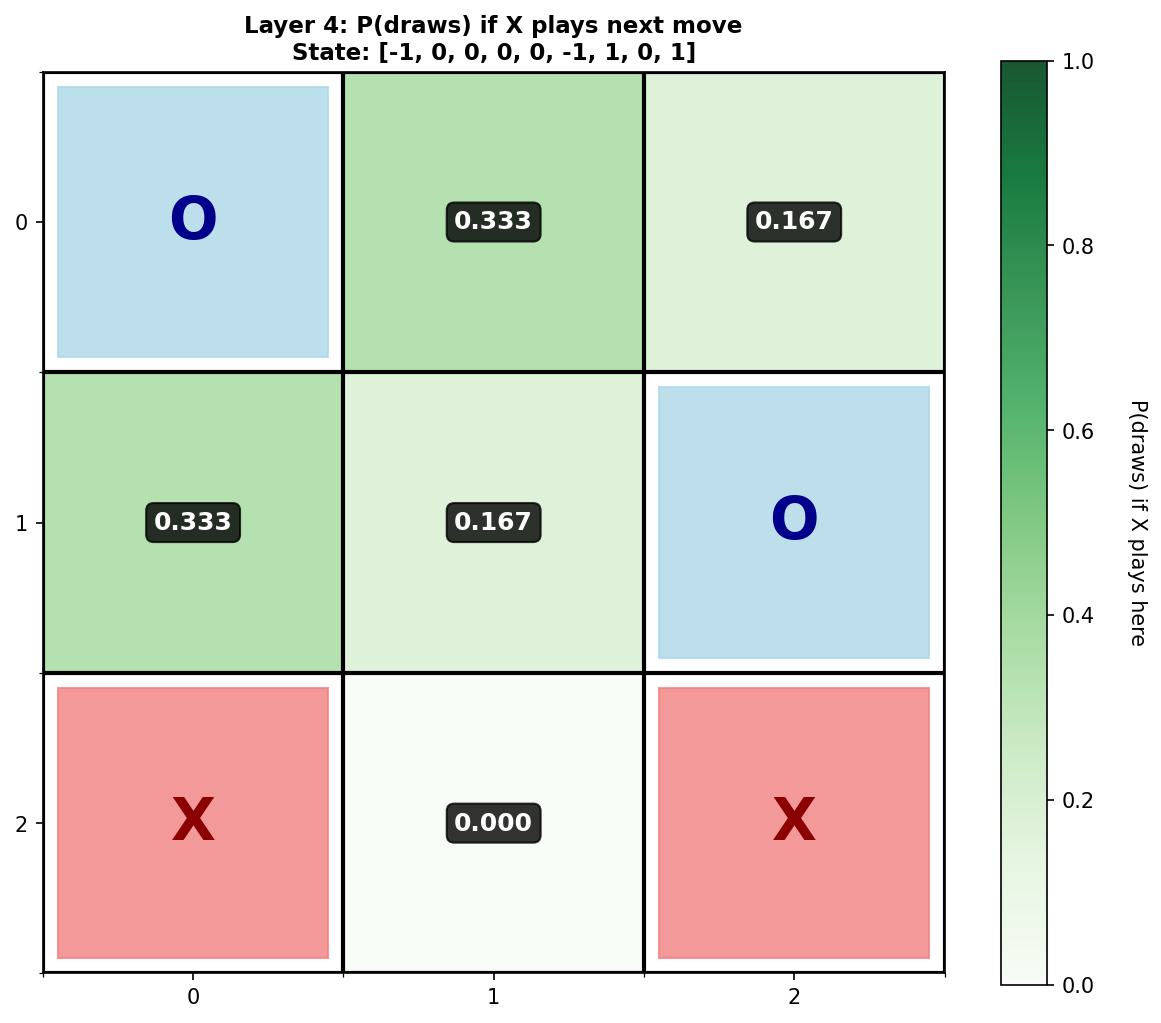 Layer 4: P(draws) if X plays next move
State: [-1, 0, 0, 0, 0, -1, 1, 0, 1]
O
0.333
0.167
0.333
0.167
O
X
0.000
X
0
1
2
0
1
2
1.0
0.8
0.6
0.4
0.2
0.0
P(draws) if X plays here